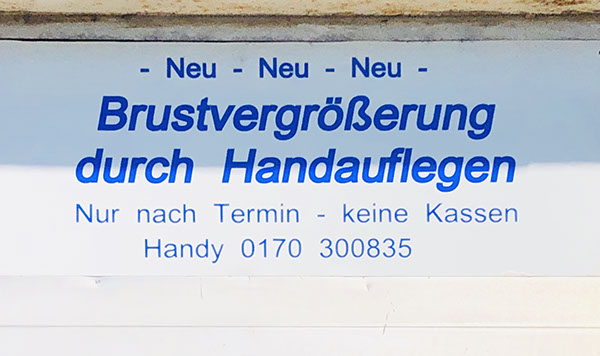 - Neu - Neu - Neu -
Brustvergrößerung
durch Handauflegen
Nur nach Termin - keine Kassen
Handy 0170 300835